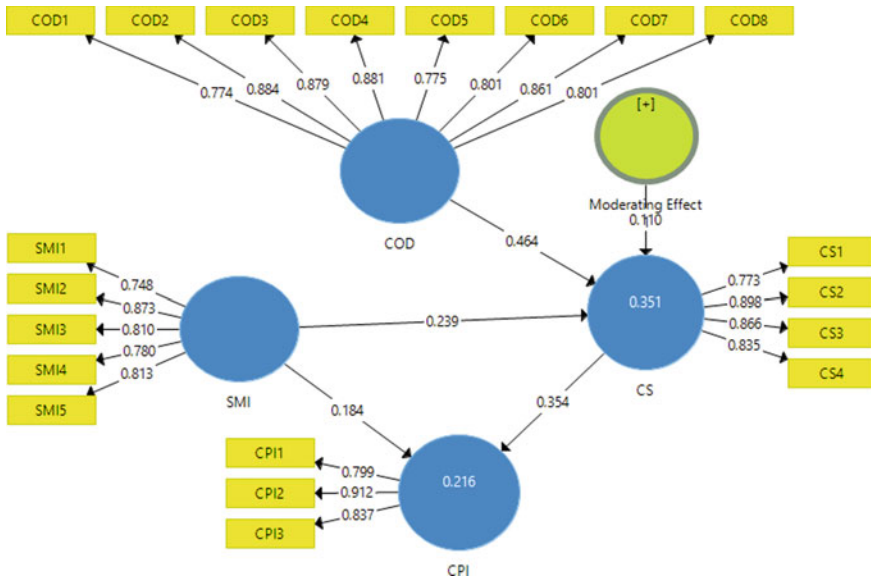 COD1 COD2 COD3 COD4 COD5 COD6 COD7 COD8
0.774 0.884 0.879 0.881 0.775 0.801 0.861 0.801
[+]
COD
Moderating Effect
0.110
0.464
SMI1
SMI2
SMI3
SMI4
SMI5
0.748
0.873
0.810
0.780
0.813
SMI
0.239
0.351
CS
0.773
0.898
0.866
0.835
CS1
CS2
CS3
CS4
0.184
0.354
CPI1
CPI2
CPI3
0.799
0.912
0.837
0.216
CPI